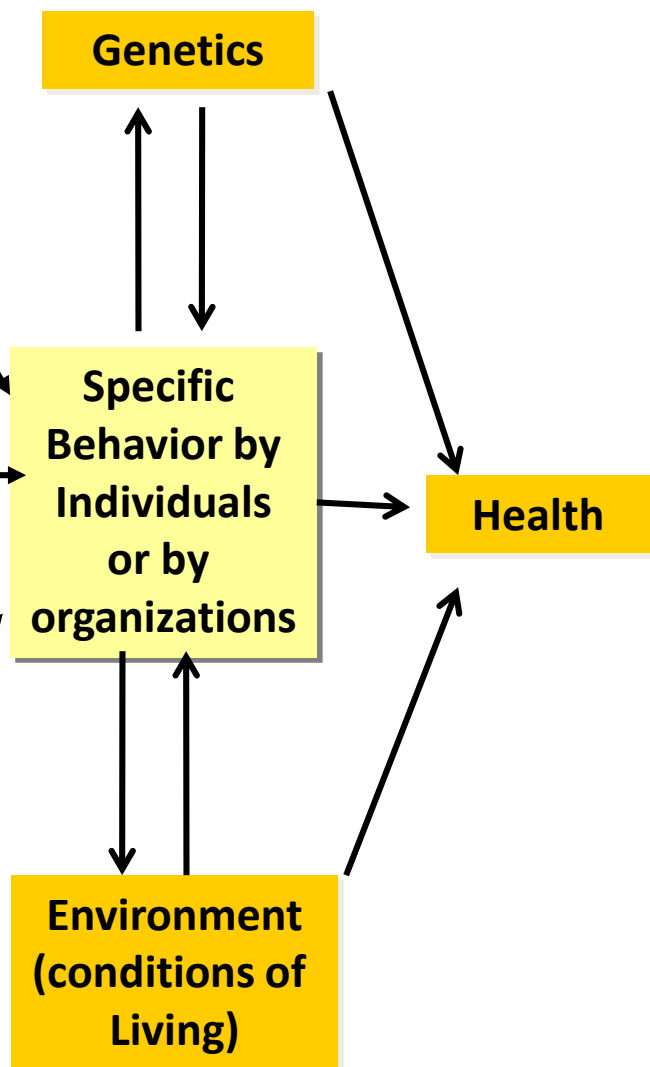 Genetics
Specific
Behavior by
Individuals
or by
organizations
Health
Environment
(conditions of
Living)